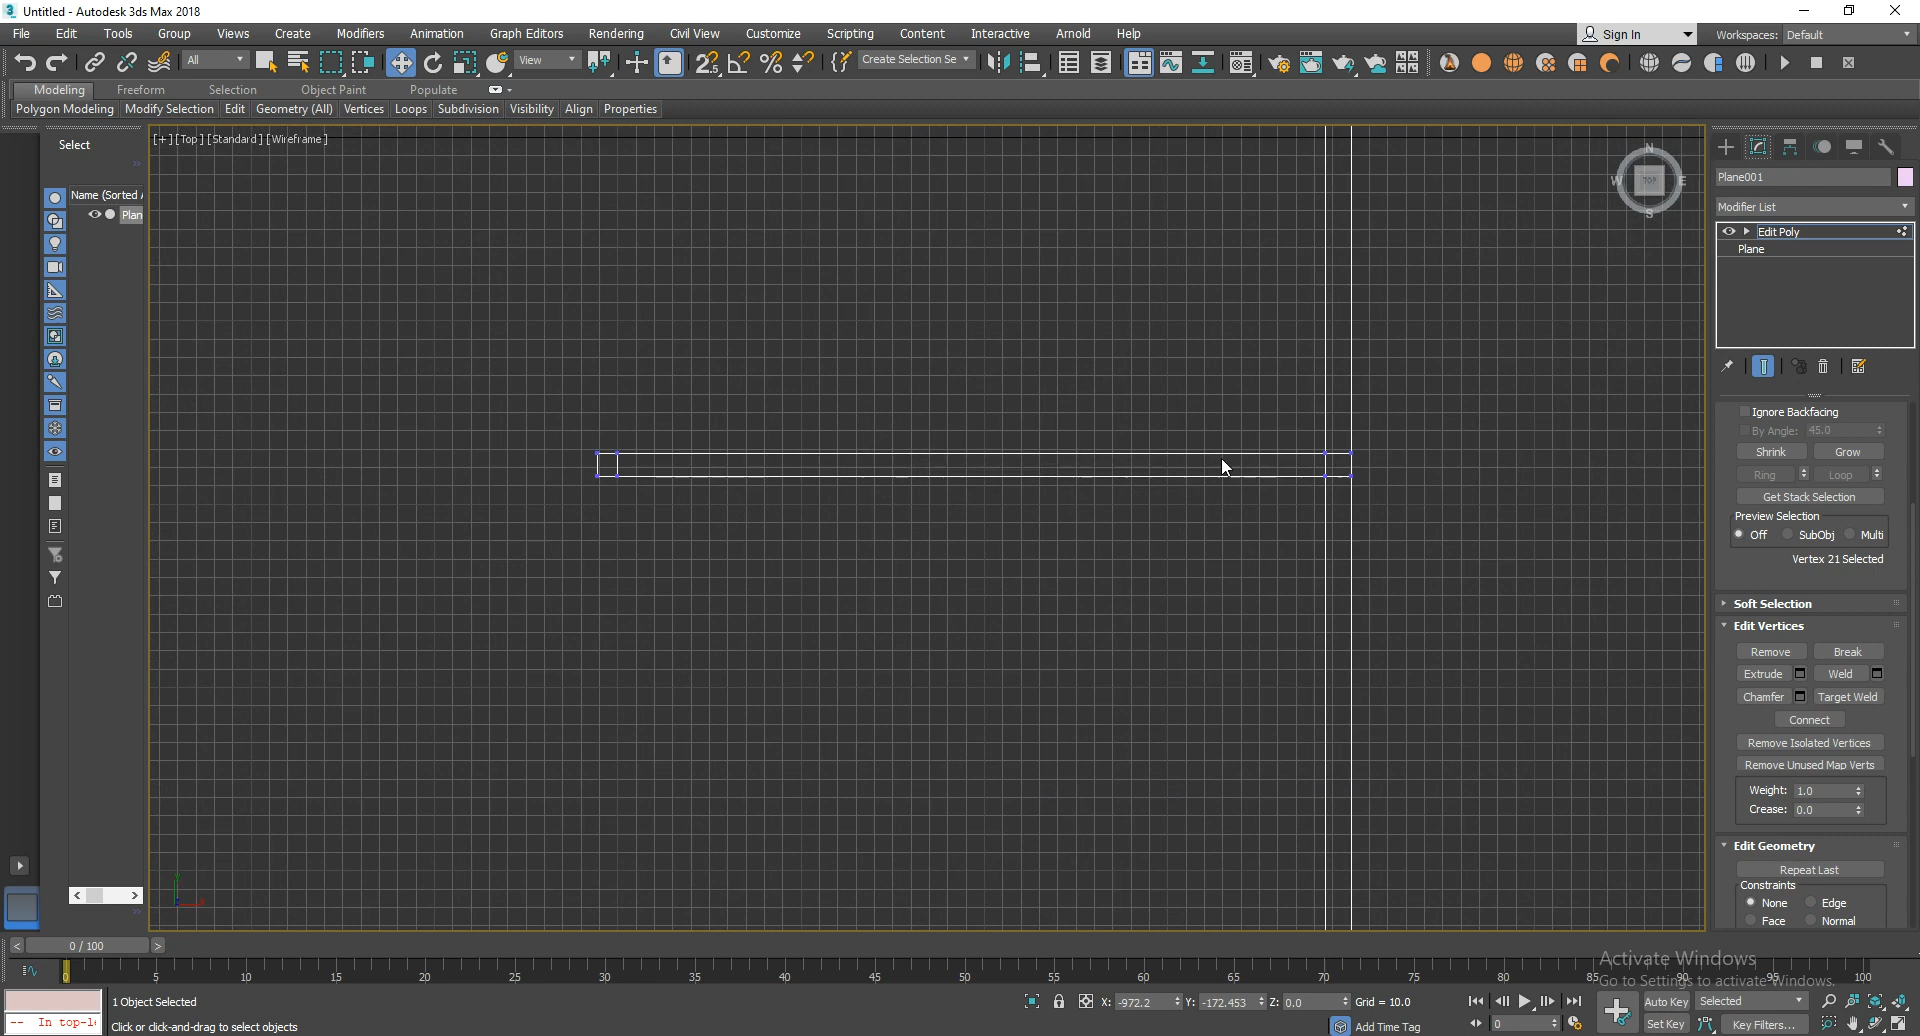 Untitled - Autodesk 3ds Max 2018
File Edit Tools Group Views Create Modifiers Animation Graph Editors Rendering Civil View Customize Scripting Content Interactive Arnold Help Sign In Workspaces: Default
All View Create Selection Se
Modeling Freeform Selection Object Paint Populate
Polygon Modeling Modify Selection Edit Geometry (All) Vertices Loops Subdivision Visibility Align Properties
Select
[+] [Top] [Standard] [Wireframe]
N
W TOP E
S
Plane001
Name (Sorted A
Modifier List
Plan
Edit Poly
Plane
Ignore Backfacing
By Angle: 45.0
Shrink Grow
Ring Loop
Get Stack Selection
Preview Selection
Off SubObj Multi
Vertex 21 Selected
Soft Selection
Edit Vertices
Remove Break
Extrude Weld
Chamfer Target Weld
Connect
Remove Isolated Vertices
Remove Unused Map Verts
Weight: 1.0
Crease: 0.0
Edit Geometry
Repeat Last
Constraints
None Edge
Face Normal
< 0 / 100 >
0 5 10 15 20 25 30 35 40 45 50 55 60 65 70 75 80 85 90 95 100
Activate Windows
Go to Settings to activate Windows.
1 Object Selected
X: -972.2 Y: -172.453 Z: 0.0 Grid = 10.0
Auto Key Selected
-- In top-le
Click or click-and-drag to select objects
Add Time Tag
0
Set Key Key Filters...